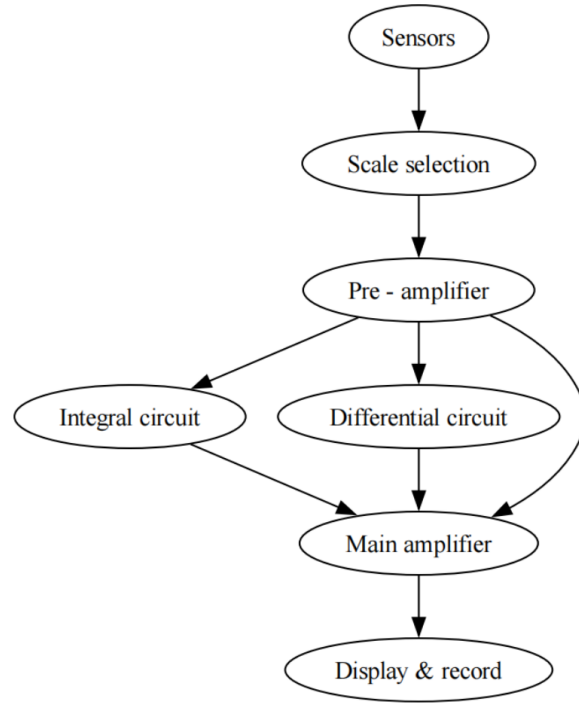 Sensors
Scale selection
Pre - amplifier
Integral circuit
Differential circuit
Main amplifier
Display & record